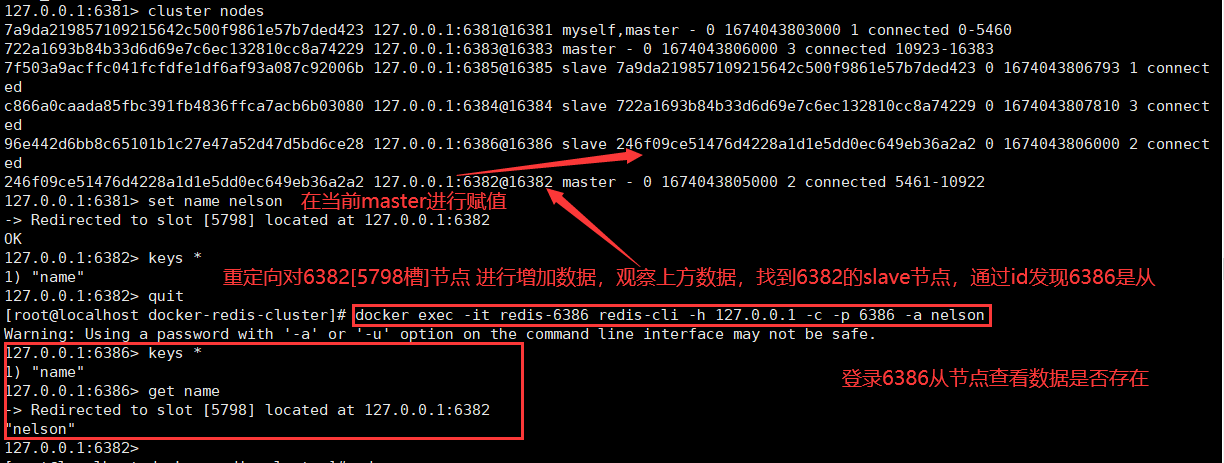 127.0.0.1:6381> cluster nodes
7a9da219857109215642c500f9861e57b7ded423 127.0.0.1:6381@16381 myself,master - 0 1674043803000 1 connected 0-5460
722a1693b84b33d6d69e7c6ec132810cc8a74229 127.0.0.1:6383@16383 master - 0 1674043806000 3 connected 10923-16383
7f503a9acffc041fcfdfe1df6af93a087c92006b 127.0.0.1:6385@16385 slave 7a9da219857109215642c500f9861e57b7ded423 0 1674043806793 1 connect
ed
c866a0caada85fbc391fb4836ffca7acb6b03080 127.0.0.1:6384@16384 slave 722a1693b84b33d6d69e7c6ec132810cc8a74229 0 1674043807810 3 connect
ed
96e442d6bb8c65101b1c27e47a52d47d5bd6ce28 127.0.0.1:6386@16386 slave 246f09ce51476d4228a1d1e5dd0ec649eb36a2a2 0 1674043806000 2 connect
ed
246f09ce51476d4228a1d1e5dd0ec649eb36a2a2 127.0.0.1:6382@16382 master - 0 1674043805000 2 connected 5461-10922
127.0.0.1:6381> set name nelson 在当前master进行赋值
-> Redirected to slot [5798] located at 127.0.0.1:6382
OK
127.0.0.1:6382> keys *
1) "name" 重定向对6382[5798槽]节点 进行增加数据，观察上方数据，找到6382的slave节点，通过id发现6386是从
127.0.0.1:6382> quit
[root@localhost docker-redis-cluster]# docker exec -it redis-6386 redis-cli -h 127.0.0.1 -c -p 6386 -a nelson
Warning: Using a password with '-a' or '-u' option on the command line interface may not be safe.
127.0.0.1:6386> keys *
1) "name" 登录6386从节点查看数据是否存在
127.0.0.1:6386> get name
-> Redirected to slot [5798] located at 127.0.0.1:6382
"nelson"
127.0.0.1:6382>